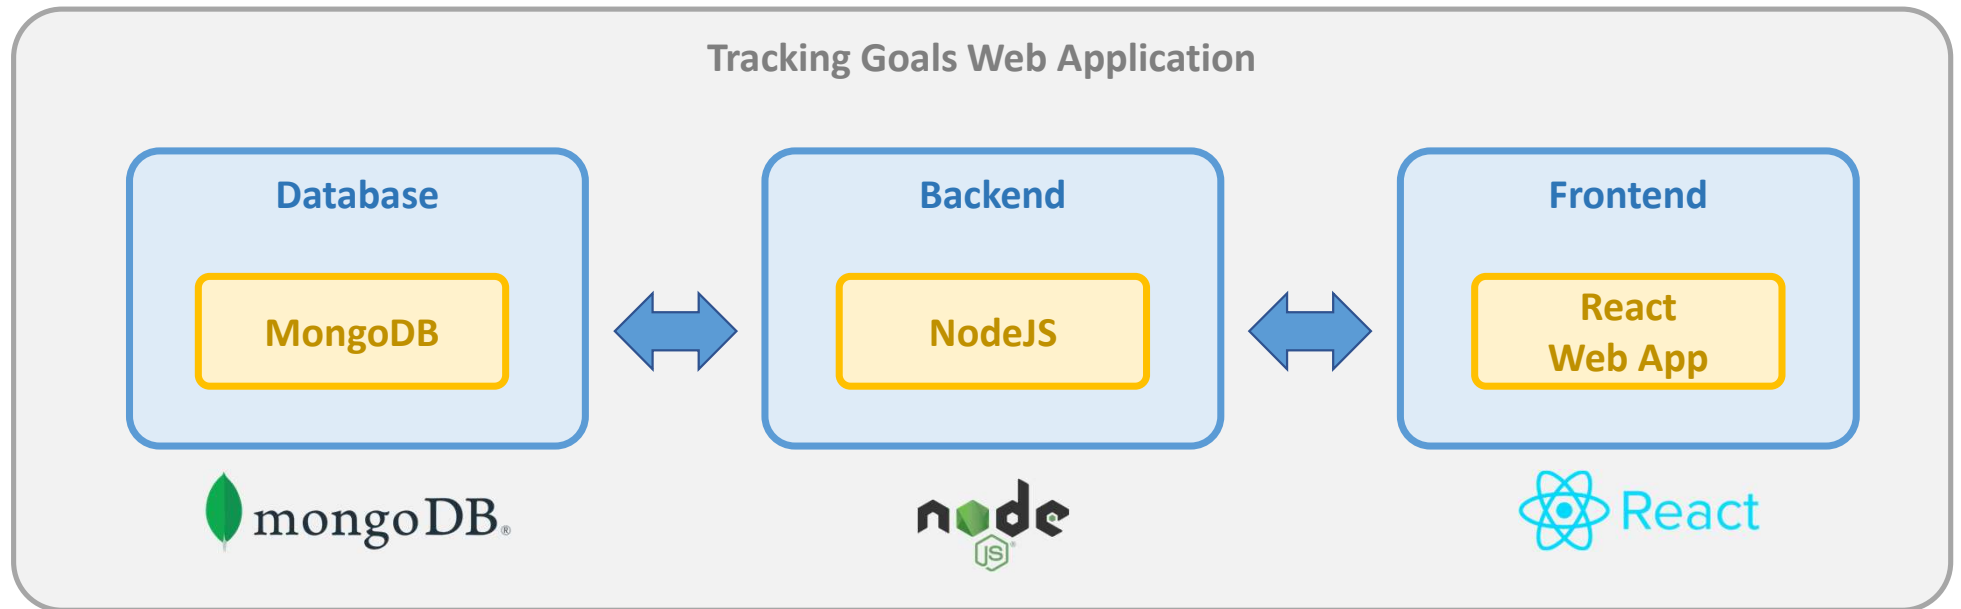 Tracking Goals Web Application
Database
Backend
Frontend
MongoDB
NodeJS
React
Web App
mongoDB®
node
JS®
React